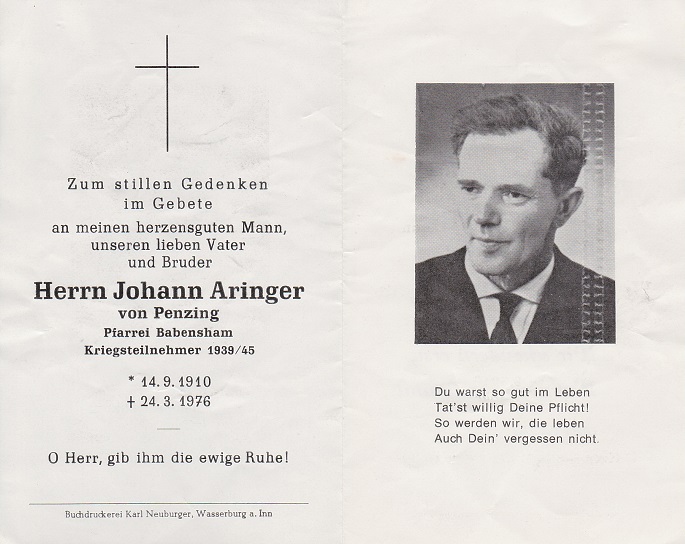 Zum stillen Gedenken
im Gebete
an meinen herzensguten Mann,
unseren lieben Vater
und Bruder
Herrn Johann Aringer
von Penzing
Pfarrei Babensham
Kriegsteilnehmer 1939/45
* 14. 9. 1910
† 24. 3. 1976
O Herr, gib ihm die ewige Ruhe!
Buchdruckerei Karl Neuburger, Wasserburg a. Inn
Du warst so gut im Leben
Tat'st willig Deine Pflicht!
So werden wir, die leben
Auch Dein' vergessen nicht.